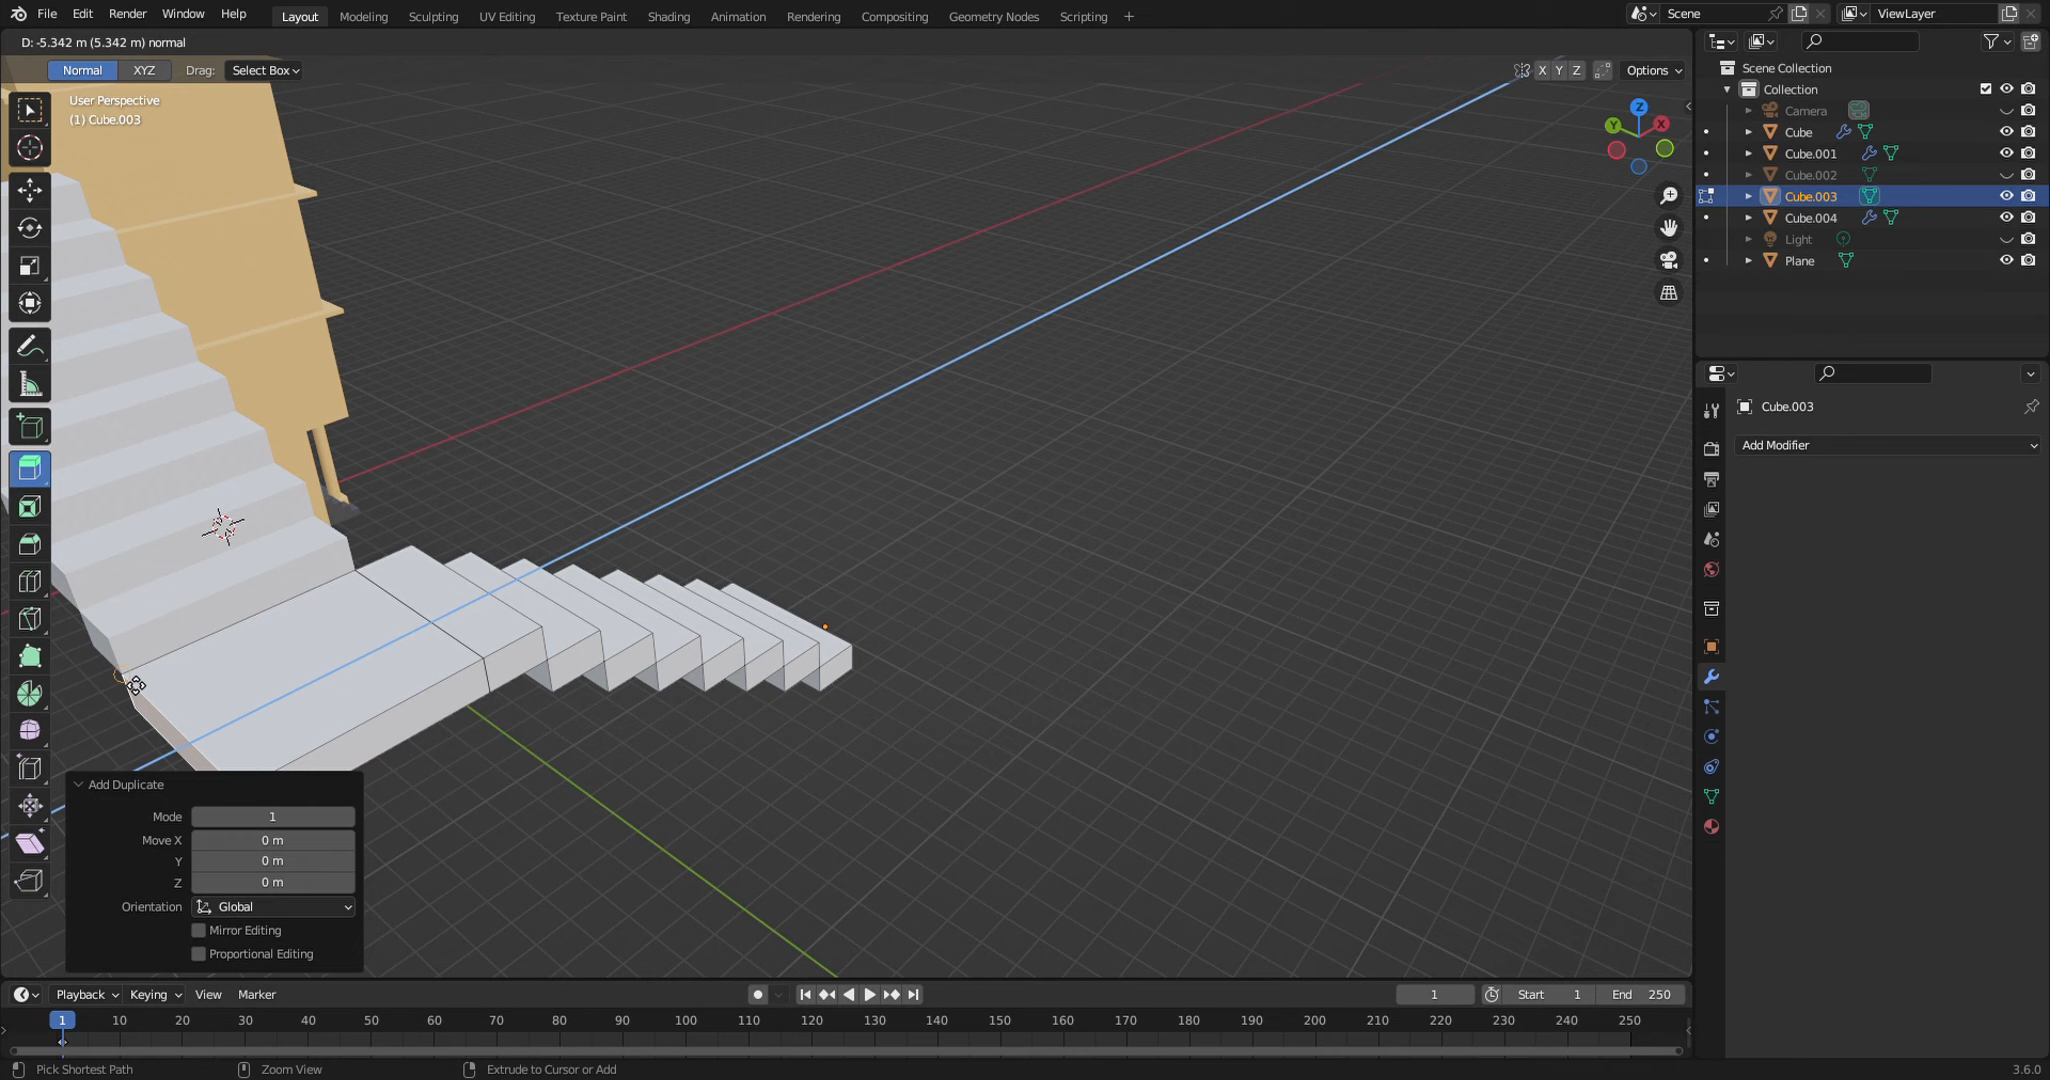 File Edit Render Window Help Layout Modeling Sculpting UV Editing Texture Paint Shading Animation Rendering Compositing Geometry Nodes Scripting + Scene ViewLayer
D: -5.342 m (5.342 m) normal
Normal XYZ Drag: Select Box X Y Z Options
User Perspective
(1) Cube.003
Z
Y X
Scene Collection
Collection
Camera
Cube
Cube.001
Cube.002
Cube.003
Cube.004
Light
Plane
Cube.003
Add Modifier
Add Duplicate
Mode 1
Move X 0 m
Y 0 m
Z 0 m
Orientation Global
Mirror Editing
Proportional Editing
Playback Keying View Marker 1 Start 1 End 250
1 10 20 30 40 50 60 70 80 90 100 110 120 130 140 150 160 170 180 190 200 210 220 230 240 250
Pick Shortest Path Zoom View Extrude to Cursor or Add 3.6.0